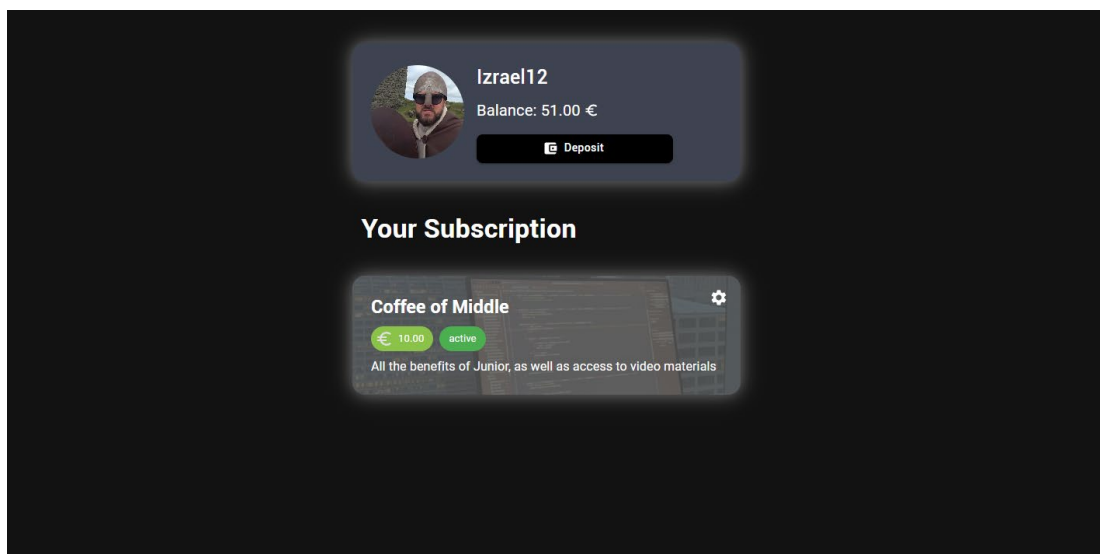 Izrael12
Balance: 51.00 €
Deposit
Your Subscription
Coffee of Middle
€ 10.00 active
All the benefits of Junior, as well as access to video materials